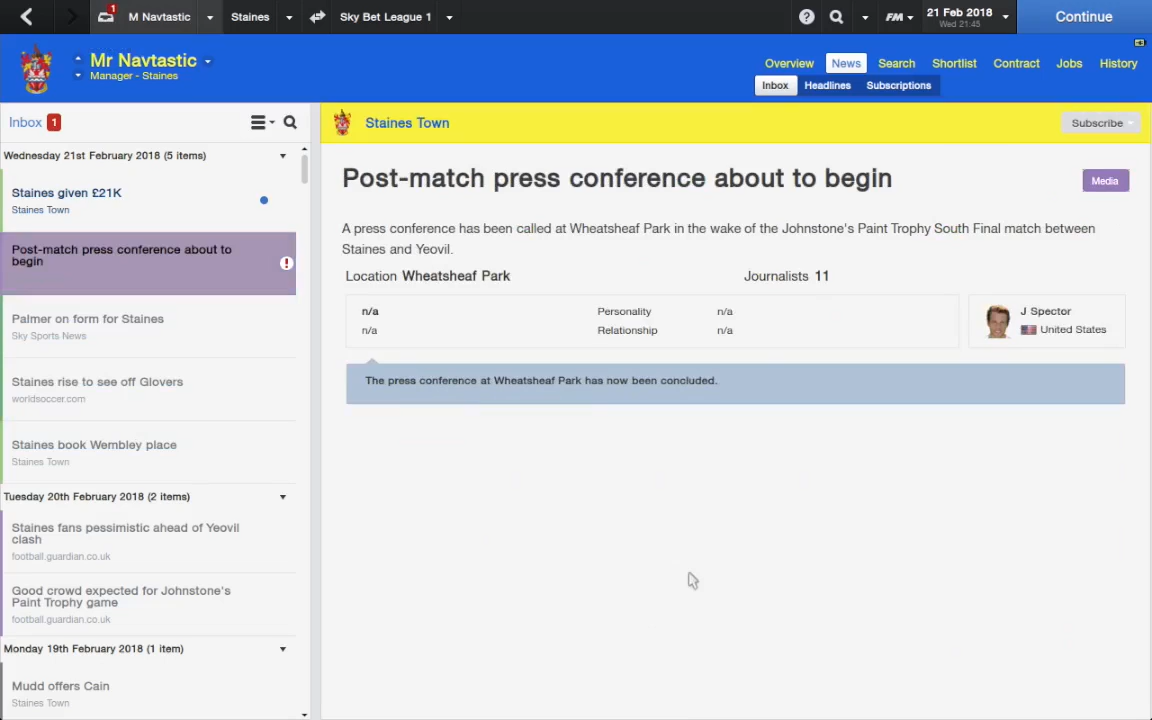 1
M Navtastic
Staines
Sky Bet League 1
?
FM
21 Feb 2018
Wed 21:45
Continue
Mr Navtastic
Manager - Staines
Overview
News
Search
Shortlist
Contract
Jobs
History
Inbox
Headlines
Subscriptions
Inbox 1
Wednesday 21st February 2018 (5 items)
Staines given £21K
Staines Town
Post-match press conference about to
begin
!
Palmer on form for Staines
Sky Sports News
Staines rise to see off Glovers
worldsoccer.com
Staines book Wembley place
Staines Town
Tuesday 20th February 2018 (2 items)
Staines fans pessimistic ahead of Yeovil
clash
football.guardian.co.uk
Good crowd expected for Johnstone's
Paint Trophy game
football.guardian.co.uk
Monday 19th February 2018 (1 item)
Mudd offers Cain
Staines Town
Staines Town
Subscribe
Post-match press conference about to begin
Media
A press conference has been called at Wheatsheaf Park in the wake of the Johnstone's Paint Trophy South Final match between
Staines and Yeovil.
Location Wheatsheaf Park
Journalists 11
n/a
Personality
n/a
n/a
Relationship
n/a
J Spector
United States
The press conference at Wheatsheaf Park has now been concluded.